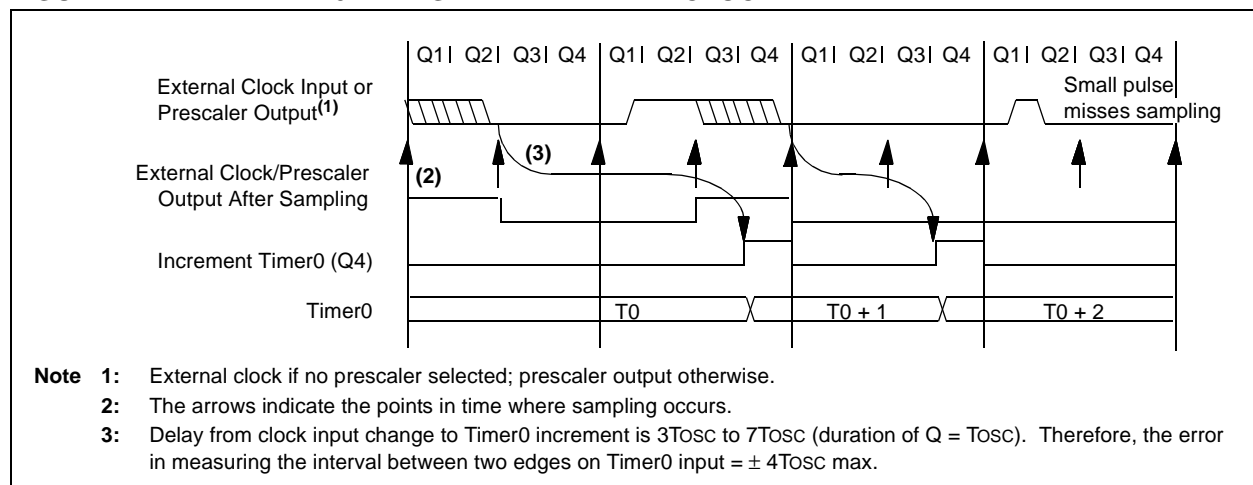 Q1| Q2| Q3| Q4 Q1| Q2| Q3| Q4 Q1| Q2| Q3| Q4 Q1| Q2| Q3| Q4
External Clock Input or
Prescaler Output(1)
Small pulse
misses sampling
(3)
External Clock/Prescaler
Output After Sampling
(2)
Increment Timer0 (Q4)
Timer0 T0 T0 + 1 T0 + 2
Note 1: External clock if no prescaler selected; prescaler output otherwise.
2: The arrows indicate the points in time where sampling occurs.
3: Delay from clock input change to Timer0 increment is 3TOSC to 7TOSC (duration of Q = TOSC). Therefore, the error
in measuring the interval between two edges on Timer0 input = ± 4TOSC max.